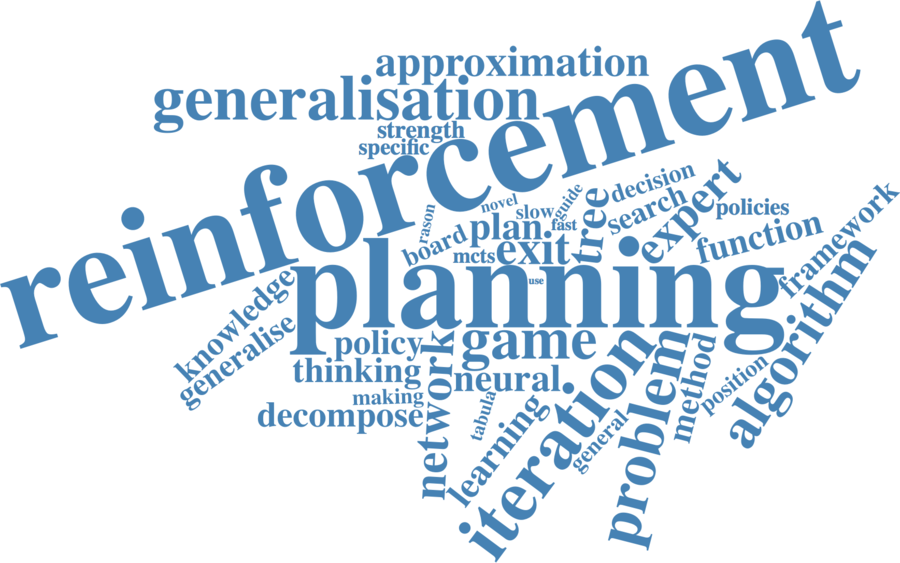 reinforcement
approximation
generalisation
strength
specific
planning
rason
novel
slow
guide
fast
board
plan
mcts
exit
use
tree
decision
search
expert
policies
function
framework
algorithm
knowledge
generalise
policy
thinking
making
decompose
network
game
neural
tabula
learning
iteration
general
problem
method
position